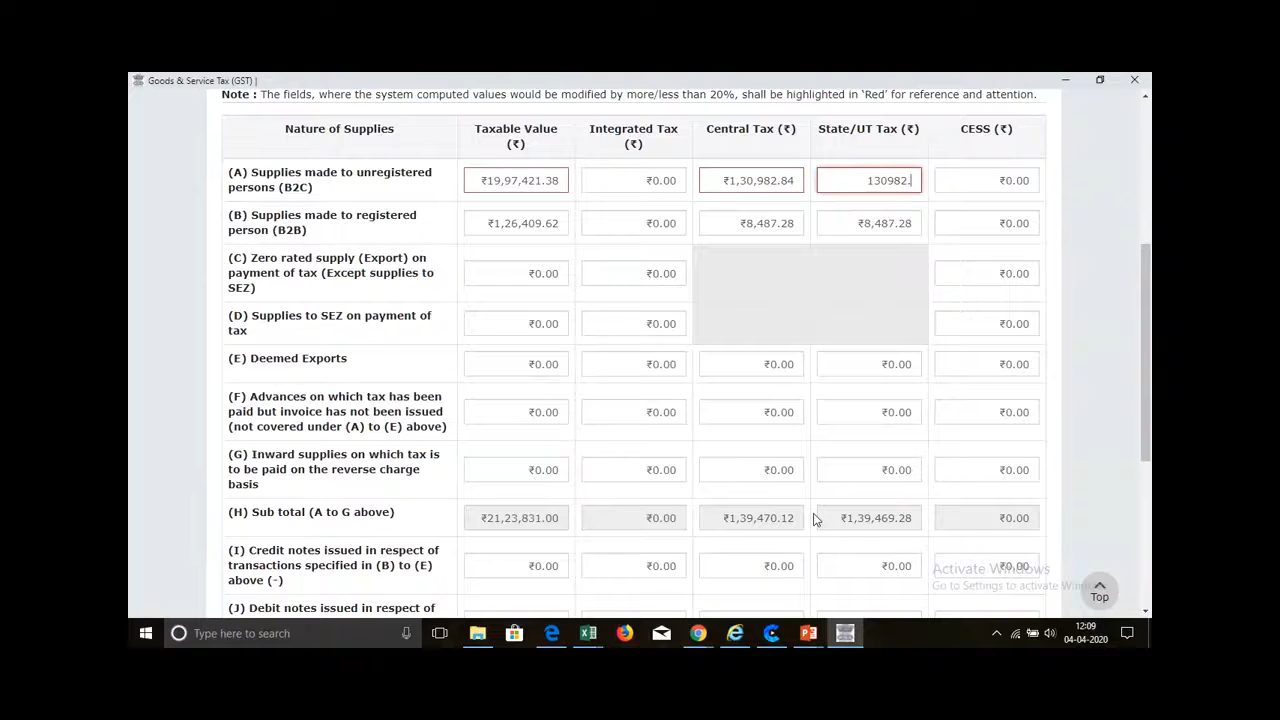 Goods & Service Tax (GST) |
Note : The fields, where the system computed values would be modified by more/less than 20%, shall be highlighted in 'Red' for reference and attention.
Nature of Supplies
Taxable Value (₹)
Integrated Tax (₹)
Central Tax (₹)
State/UT Tax (₹)
CESS (₹)
(A) Supplies made to unregistered
persons (B2C)
₹19,97,421.38 ₹0.00 ₹1,30,982.84 130982. ₹0.00
(B) Supplies made to registered
person (B2B)
₹1,26,409.62 ₹0.00 ₹8,487.28 ₹8,487.28 ₹0.00
(C) Zero rated supply (Export) on
payment of tax (Except supplies to
SEZ)
₹0.00 ₹0.00 ₹0.00
(D) Supplies to SEZ on payment of
tax
₹0.00 ₹0.00 ₹0.00
(E) Deemed Exports
₹0.00 ₹0.00 ₹0.00 ₹0.00 ₹0.00
(F) Advances on which tax has been
paid but invoice has not been issued
(not covered under (A) to (E) above)
₹0.00 ₹0.00 ₹0.00 ₹0.00 ₹0.00
(G) Inward supplies on which tax is
to be paid on the reverse charge
basis
₹0.00 ₹0.00 ₹0.00 ₹0.00 ₹0.00
(H) Sub total (A to G above)
₹21,23,831.00 ₹0.00 ₹1,39,470.12 ₹1,39,469.28 ₹0.00
(I) Credit notes issued in respect of
transactions specified in (B) to (E)
above (-)
₹0.00 ₹0.00 ₹0.00 ₹0.00 ₹0.00
(J) Debit notes issued in respect of
Activate Windows
Go to Settings to activate
Top
Type here to search
12:09
04-04-2020